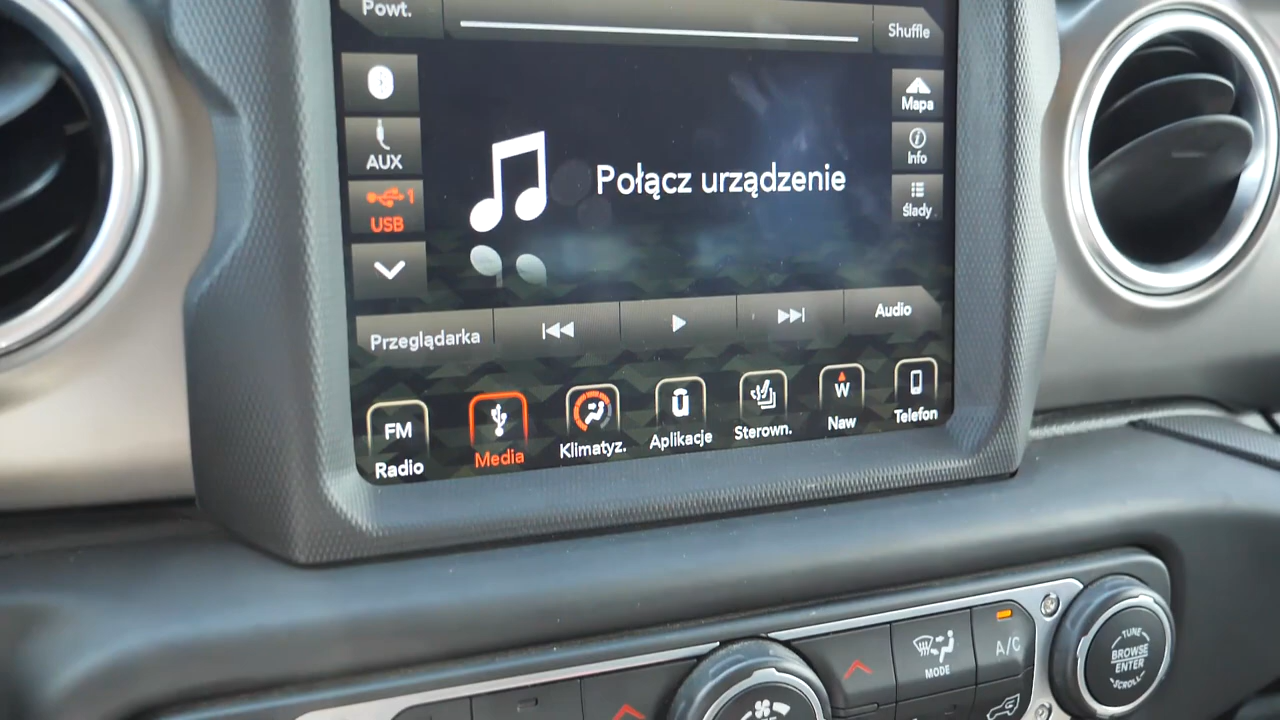 Powt.
Shuffle
AUX
1
USB
Połącz urządzenie
Mapa
Info
Ślady
Przeglądarka
Audio
FM
Radio
Media
Klimatyz.
Aplikacje
Sterown.
W
Naw
Telefon
MODE
A/C
TUNE
BROWSE
ENTER
SCROLL